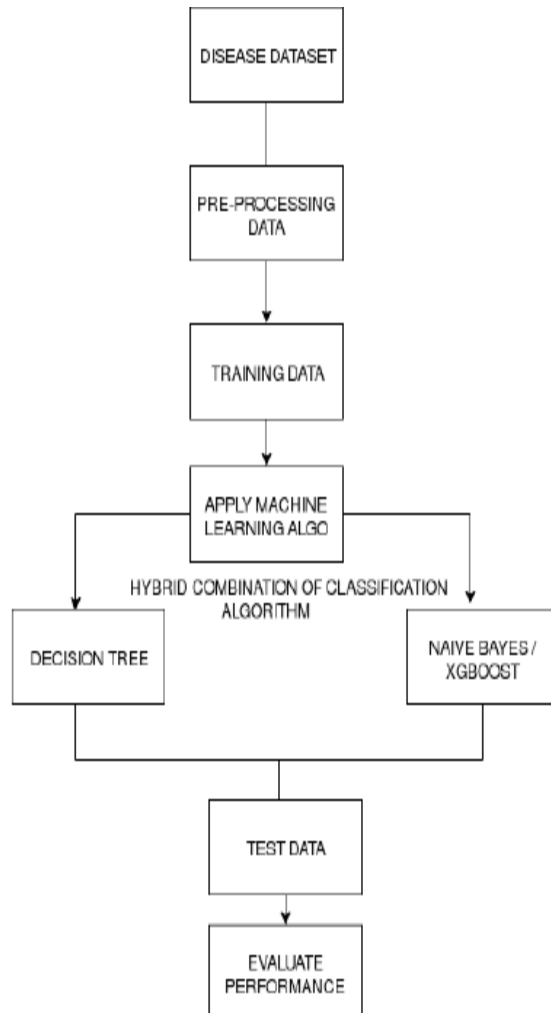 DISEASE DATASET
PRE-PROCESSING
DATA
TRAINING DATA
APPLY MACHINE
LEARNING ALGO
HYBRID COMBINATION OF CLASSIFICATION
ALGORITHM
DECISION TREE
NAIVE BAYES /
XGBOOST
TEST DATA
EVALUATE
PERFORMANCE